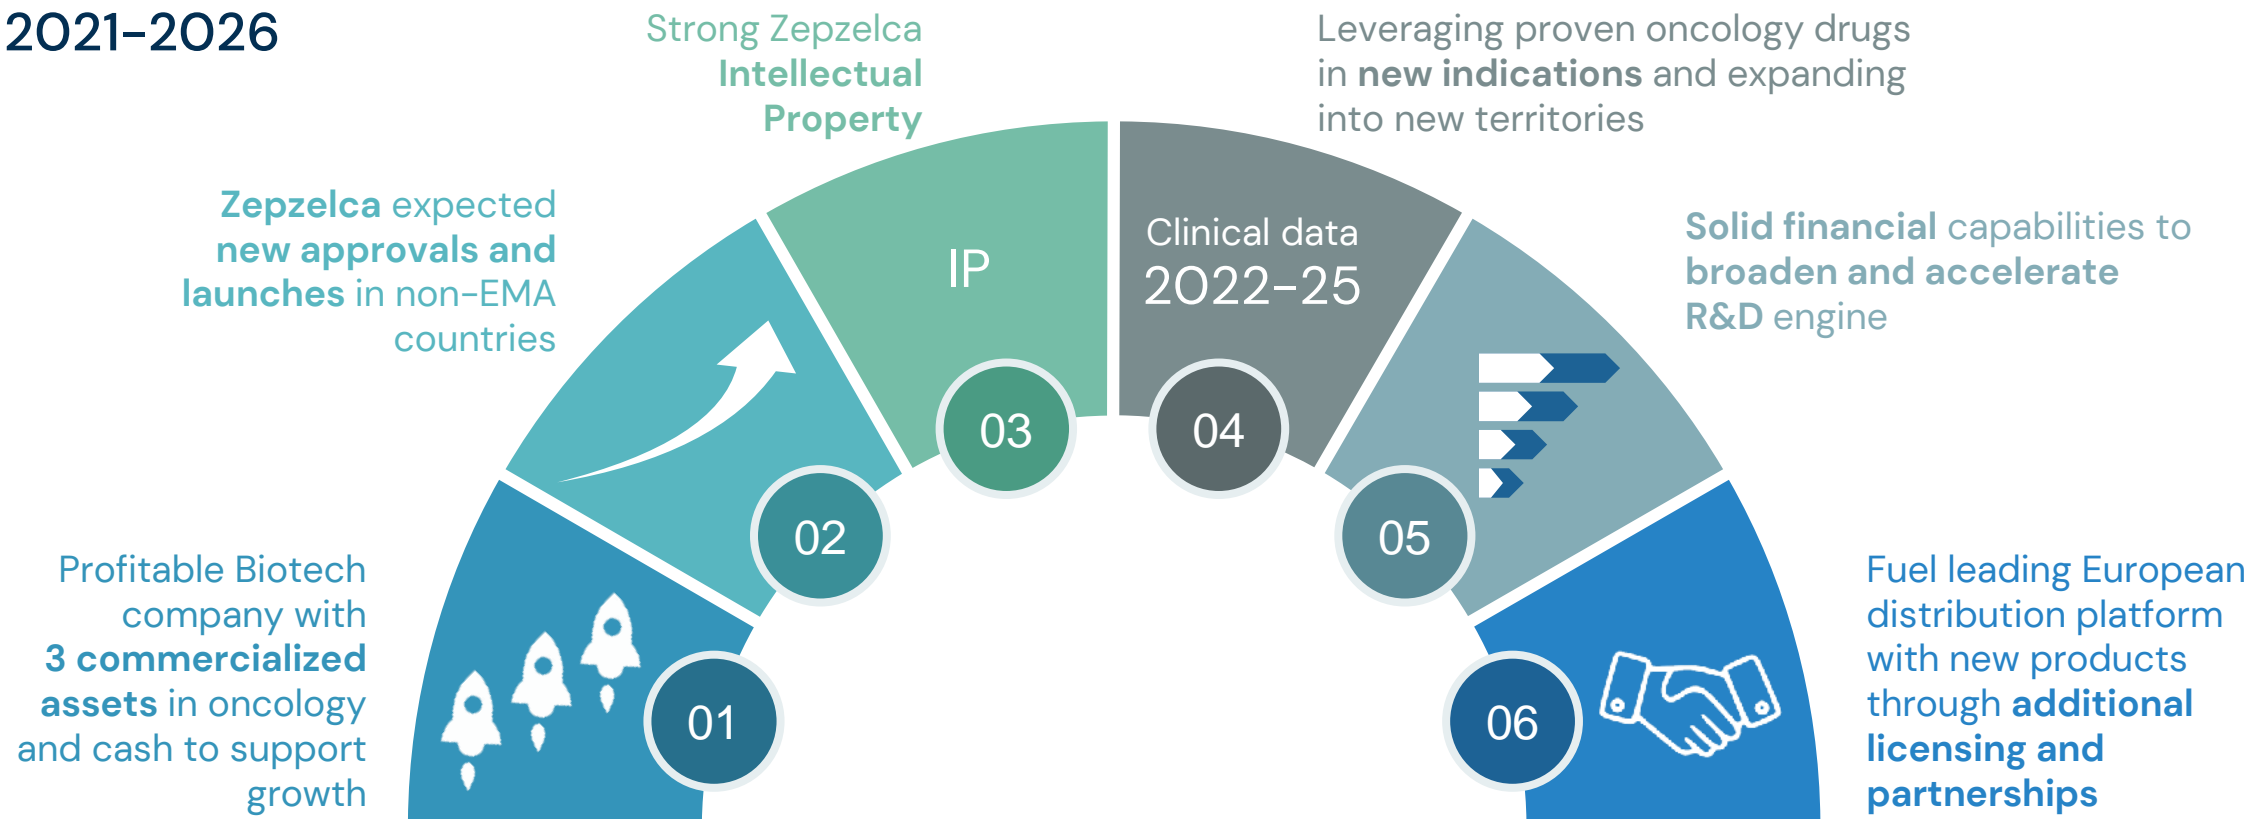 2021-2026
Profitable Biotech
company with
3 commercialized
assets in oncology
and cash to support
growth
01
Zepzelca expected
new approvals and
launches in non-EMA
countries
02
Strong Zepzelca
Intellectual
Property
IP
03
Leveraging proven oncology drugs
in new indications and expanding
into new territories
Clinical data
2022-25
04
Solid financial capabilities to
broaden and accelerate
R&D engine
05
Fuel leading European
distribution platform
with new products
through additional
licensing and
partnerships
06